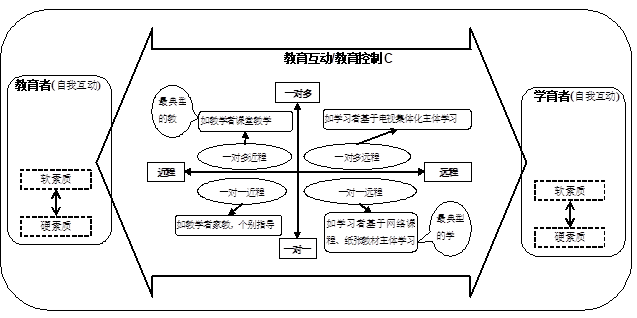 教育互动/教育控制 C
教育者(自我互动)
学育者(自我互动)
一对多
最典型
的教
如教学者课堂教学
如学习者基于电视集体化主体学习
一对多近程
一对多远程
近程
远程
软素质
硬素质
软素质
硬素质
一对一近程
一对一远程
如教学者家教，个别指导
如学习者基于网络课
程、纸张教材主体学习
最典型
的学
一对一